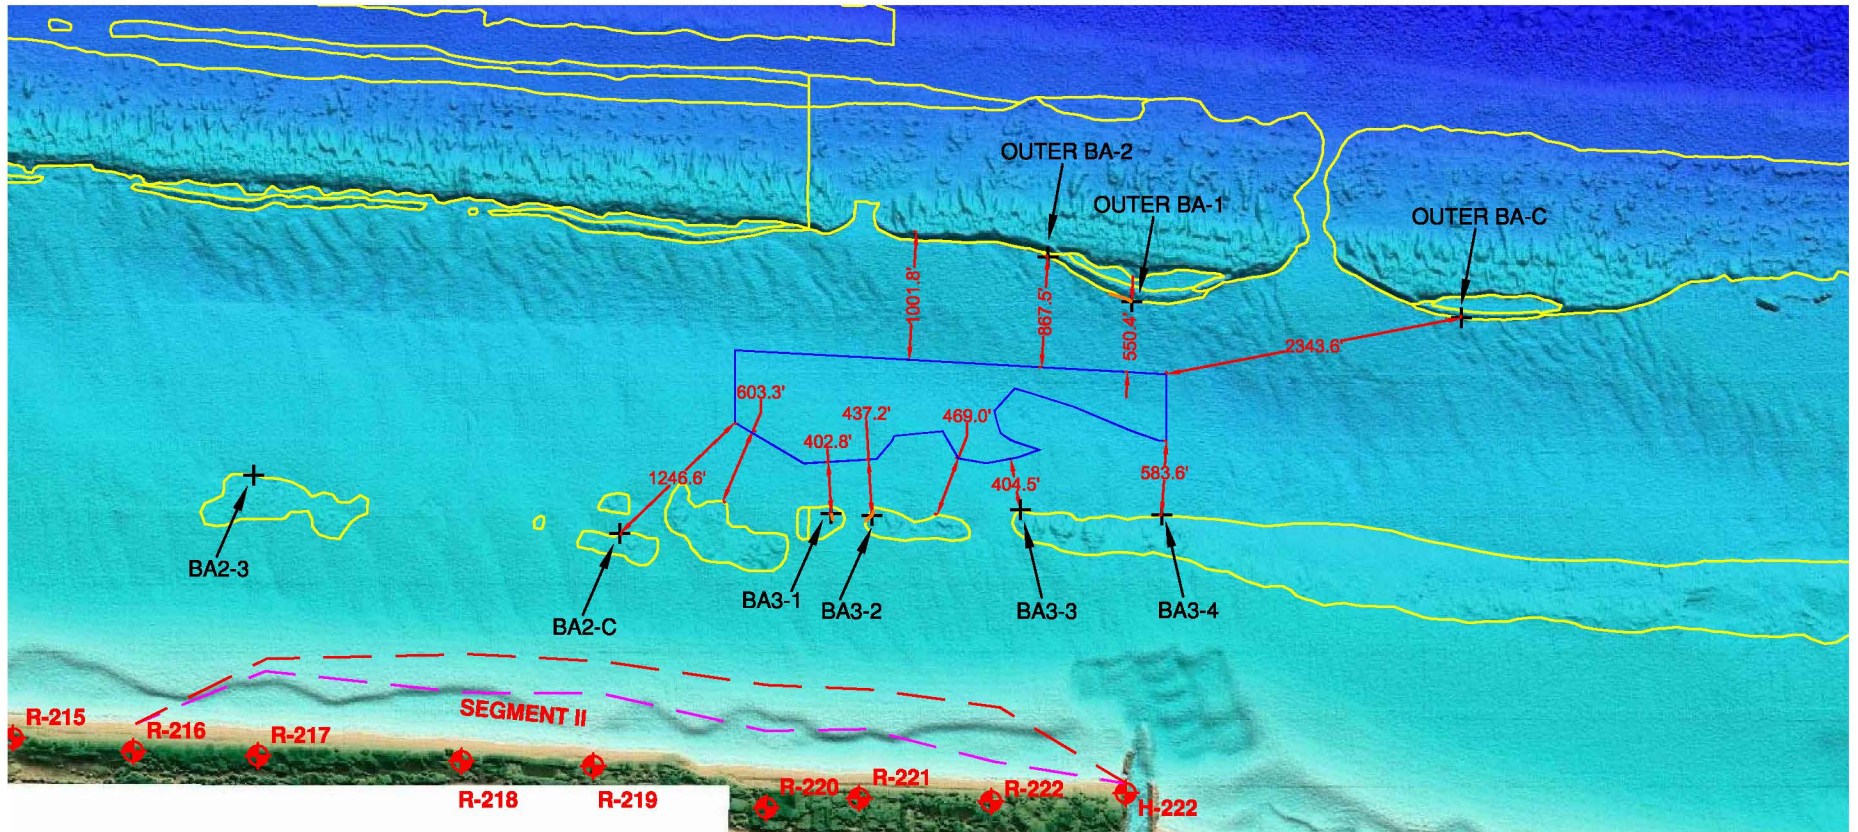 OUTER BA-2
OUTER BA-1
OUTER BA-C
1001.8'
867.5'
550.4'
2343.6'
603.3'
437.2'
469.0'
402.8'
1246.6'
404.5'
583.6'
BA2-3
BA2-C
BA3-1
BA3-2
BA3-3
BA3-4
SEGMENT II
R-215
R-216
R-217
R-218
R-219
R-220
R-221
R-222
H-222